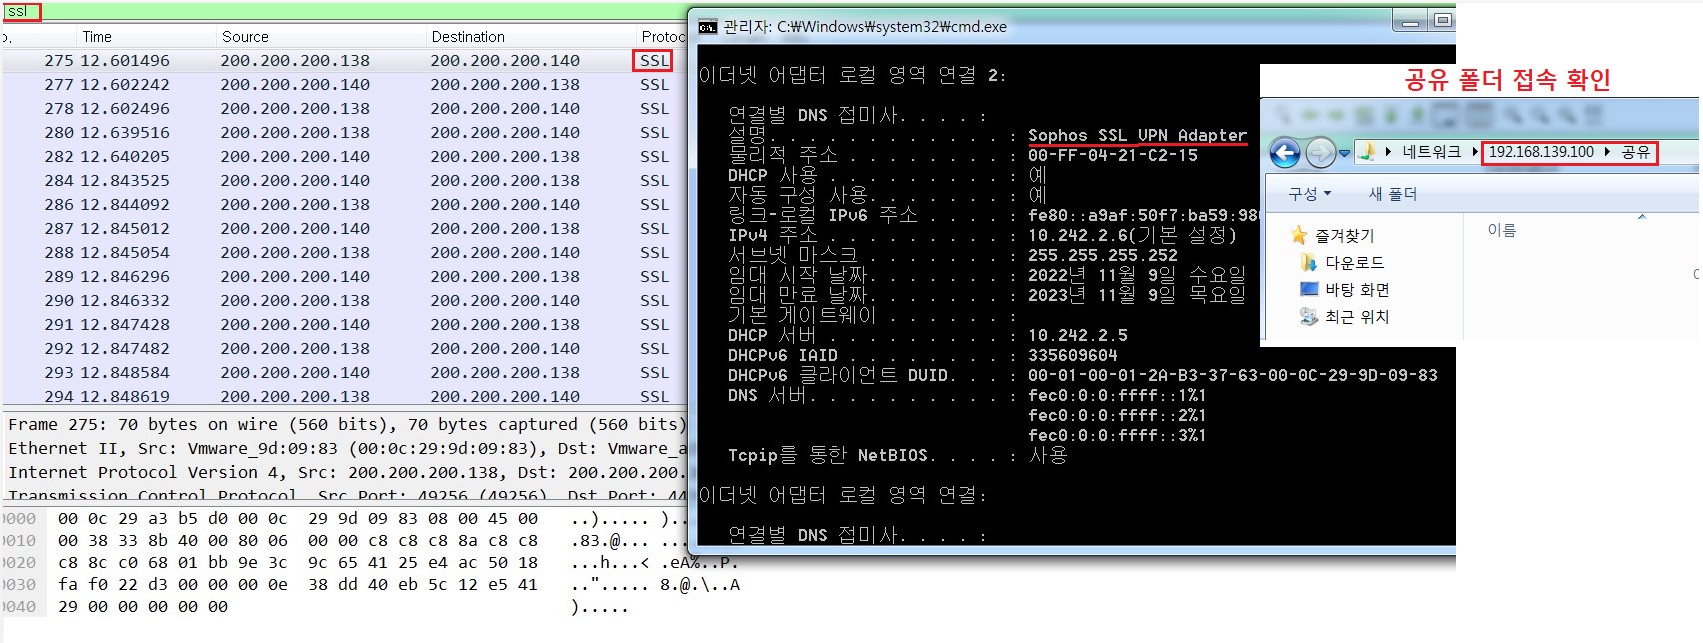 ssl
Time Source Destination Protoc
275 12.601496 200.200.200.138 200.200.200.140 SSL
277 12.602242 200.200.200.140 200.200.200.138 SSL
278 12.602496 200.200.200.138 200.200.200.140 SSL
280 12.639516 200.200.200.140 200.200.200.138 SSL
282 12.640205 200.200.200.138 200.200.200.140 SSL
284 12.843525 200.200.200.140 200.200.200.138 SSL
286 12.844092 200.200.200.138 200.200.200.140 SSL
287 12.845012 200.200.200.140 200.200.200.138 SSL
288 12.845054 200.200.200.138 200.200.200.140 SSL
289 12.846296 200.200.200.140 200.200.200.138 SSL
290 12.846332 200.200.200.138 200.200.200.140 SSL
291 12.847428 200.200.200.140 200.200.200.138 SSL
292 12.847482 200.200.200.138 200.200.200.140 SSL
293 12.848584 200.200.200.140 200.200.200.138 SSL
294 12.848619 200.200.200.138 200.200.200.140 SSL
Frame 275: 70 bytes on wire (560 bits), 70 bytes captured (560 bits)
Ethernet II, Src: Vmware_9d:09:83 (00:0c:29:9d:09:83), Dst: Vmware_a
Internet Protocol Version 4, Src: 200.200.200.138, Dst: 200.200.200.
Transmission Control Protocol, Src Port: 49256 (49256), Dst Port: 44
0000 00 0c 29 a3 b5 d0 00 0c 29 9d 09 83 08 00 45 00 ..)..... )..
0010 00 38 33 8b 40 00 80 06 00 00 c8 c8 c8 8a c8 c8 .83.@... ...
0020 c8 8c c0 68 01 bb 9e 3c 9c 65 41 25 e4 ac 50 18 ...h...< .eA%..P.
0030 fa f0 22 d3 00 00 00 0e 38 dd 40 eb 5c 12 e5 41 .."..... 8.@.\..A
0040 29 00 00 00 00 00 ).....
관리자: C:₩Windows₩system32₩cmd.exe
이더넷 어댑터 로컬 영역 연결 2:
연결별 DNS 접미사. . . . :
설명. . . . . . . . . . . . : Sophos SSL VPN Adapter
물리적 주소 . . . . . . . . : 00-FF-04-21-C2-15
DHCP 사용 . . . . . . . . . : 예
자동 구성 사용. . . . . . . : 예
링크-로컬 IPv6 주소 . . . . : fe80::a9af:50f7:ba59:98
IPv4 주소 . . . . . . . . . : 10.242.2.6(기본 설정)
서브넷 마스크 . . . . . . . : 255.255.255.252
임대 시작 날짜. . . . . . . : 2022년 11월 9일 수요일
임대 만료 날짜. . . . . . . : 2023년 11월 9일 목요일
기본 게이트웨이 . . . . . . :
DHCP 서버 . . . . . . . . . : 10.242.2.5
DHCPv6 IAID . . . . . . . . : 335609604
DHCPv6 클라이언트 DUID. . . : 00-01-00-01-2A-B3-37-63-00-0C-29-9D-09-83
DNS 서버. . . . . . . . . . : fec0:0:0:ffff::1%1
fec0:0:0:ffff::2%1
fec0:0:0:ffff::3%1
Tcpip를 통한 NetBIOS. . . . : 사용
이더넷 어댑터 로컬 영역 연결:
연결별 DNS 접미사. . . . :
공유 폴더 접속 확인
네트워크 192.168.139.100 공유
구성 새 폴더
즐겨찾기
다운로드
바탕 화면
최근 위치
이름